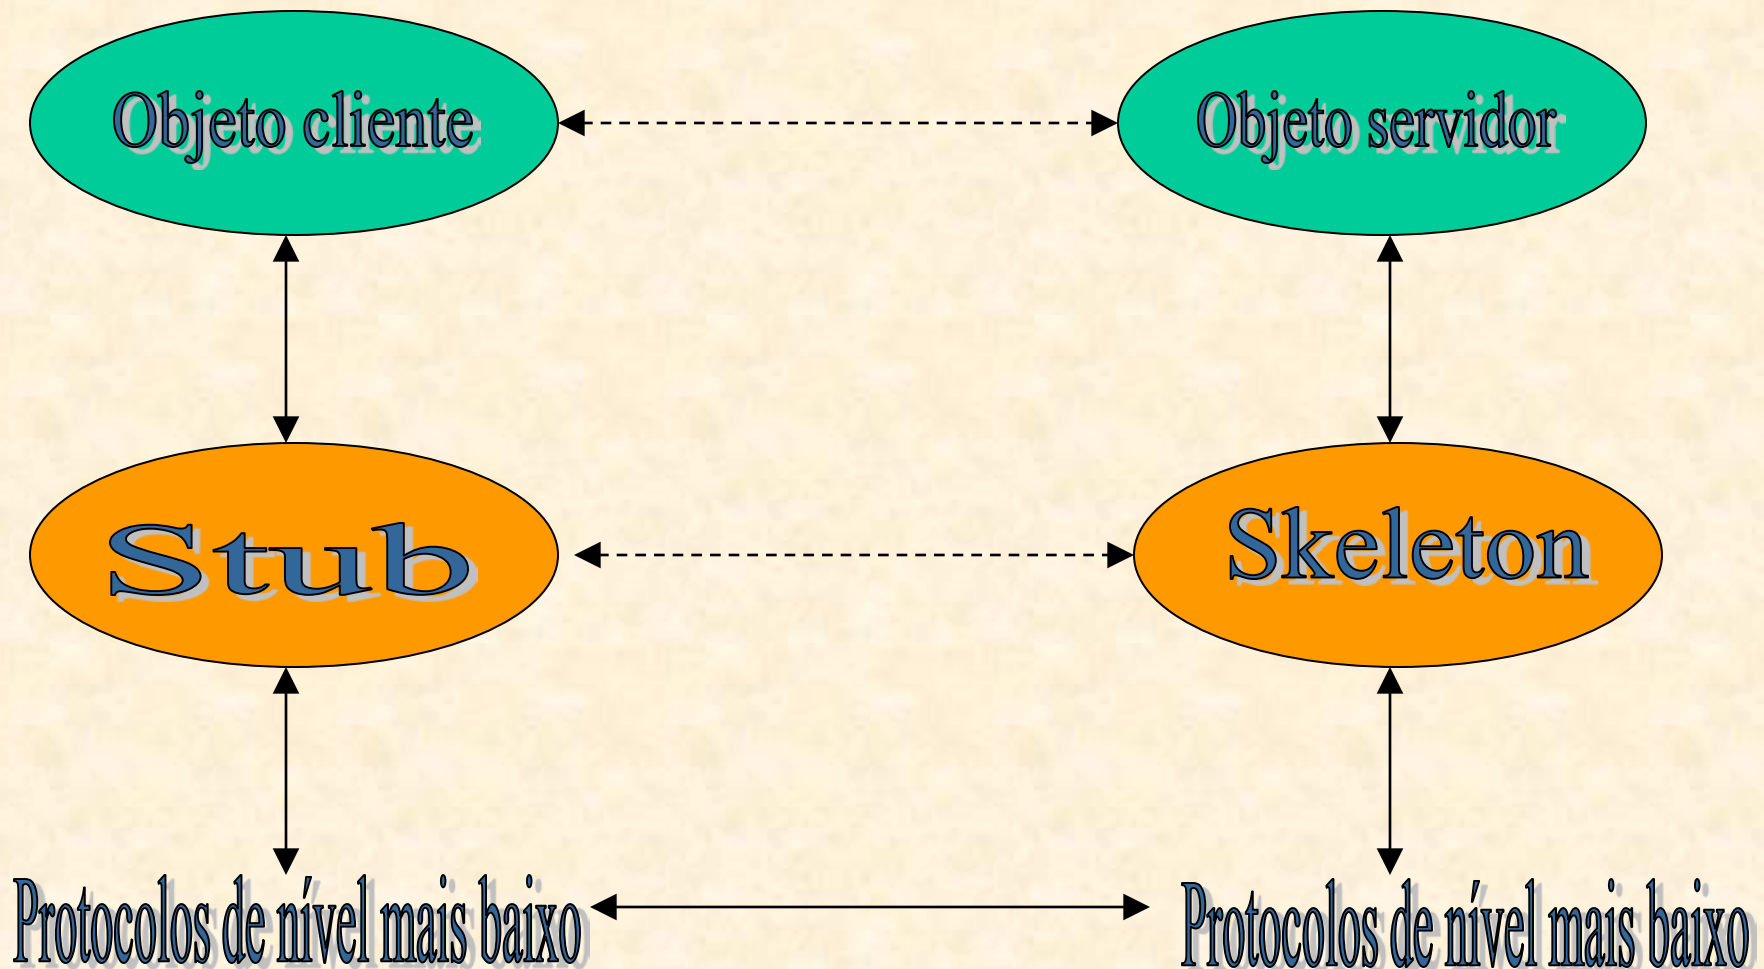 Objeto cliente
Objeto servidor
Stub
Skeleton
Protocolos de nível mais baixo
Protocolos de nível mais baixo